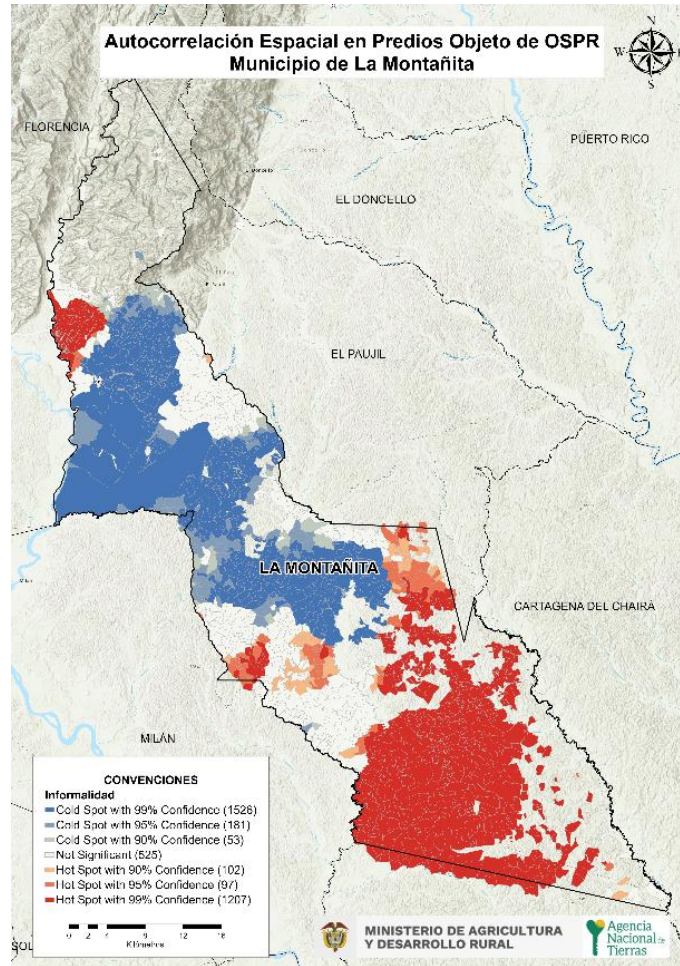 Autocorrelación Espacial en Predios Objeto de OSPR
Municipio de La Montañita
N
W
S
FLORENCIA
PUERTO RICO
EL DONCELLO
EL PAUJIL
LA MONTAÑITA
CARTAGENA DEL CHAIRÁ
MILÁN
CONVENCIONES
Informalidad
Cold Spot with 99% Confidence (1526)
Cold Spot with 95% Confidence (181)
Cold Spot with 90% Confidence (53)
Not Significant (525)
Hot Spot with 90% Confidence (102)
Hot Spot with 95% Confidence (97)
Hot Spot with 99% Confidence (1207)
Kilómetros
MINISTERIO DE AGRICULTURA
Y DESARROLLO RURAL
Agencia
Nacional de
Tierras